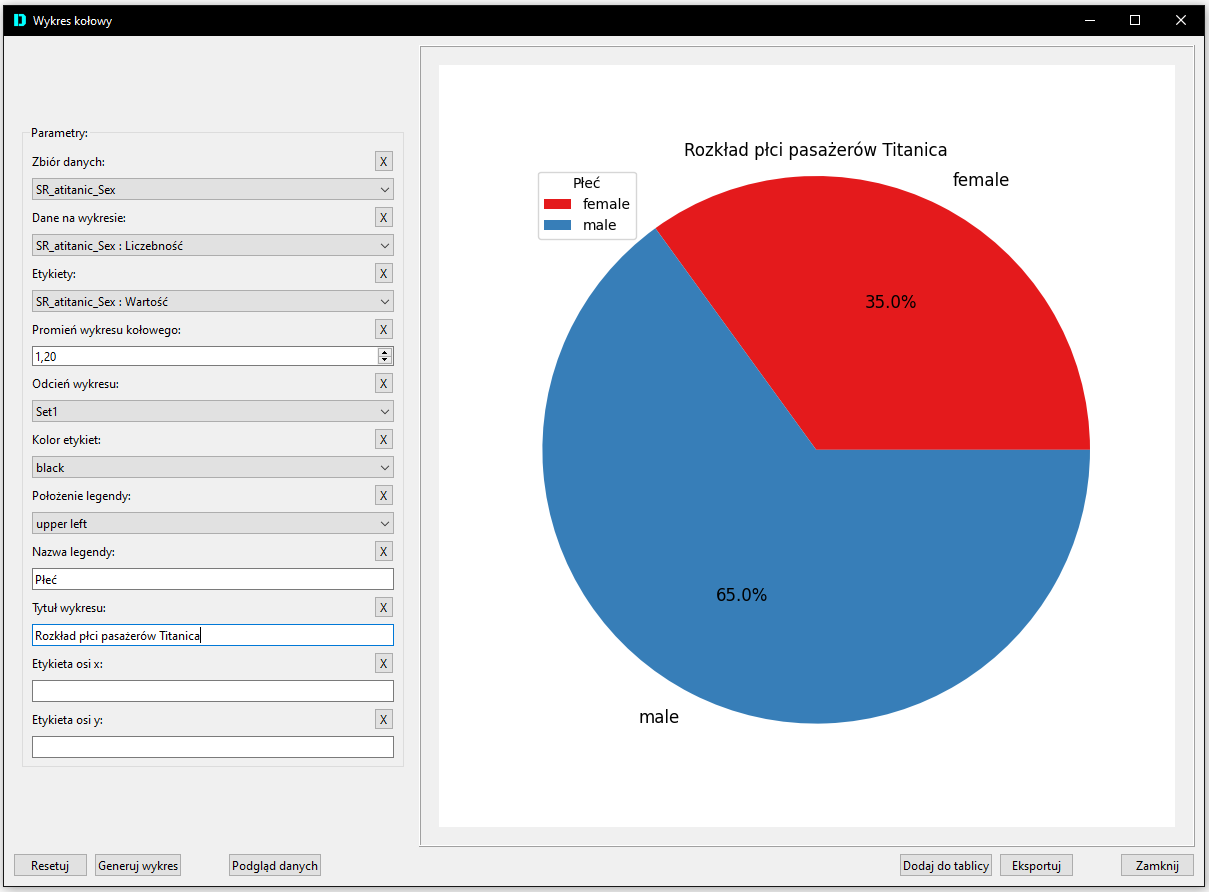 Wykres kołowy
Parametry:
Zbiór danych:
X
SR_atitanic_Sex
Dane na wykresie:
X
SR_atitanic_Sex : Liczebność
Etykiety:
X
SR_atitanic_Sex : Wartość
Promień wykresu kołowego:
X
1,20
Odcień wykresu:
X
Set1
Kolor etykiet:
X
black
Położenie legendy:
X
upper left
Nazwa legendy:
X
Płeć
Tytuł wykresu:
X
Rozkład płci pasażerów Titanica
Etykieta osi x:
X
Etykieta osi y:
X
Rozkład płci pasażerów Titanica
Płeć
female
male
female
35.0%
65.0%
male
Resetuj
Generuj wykres
Podgląd danych
Dodaj do tablicy
Eksportuj
Zamknij